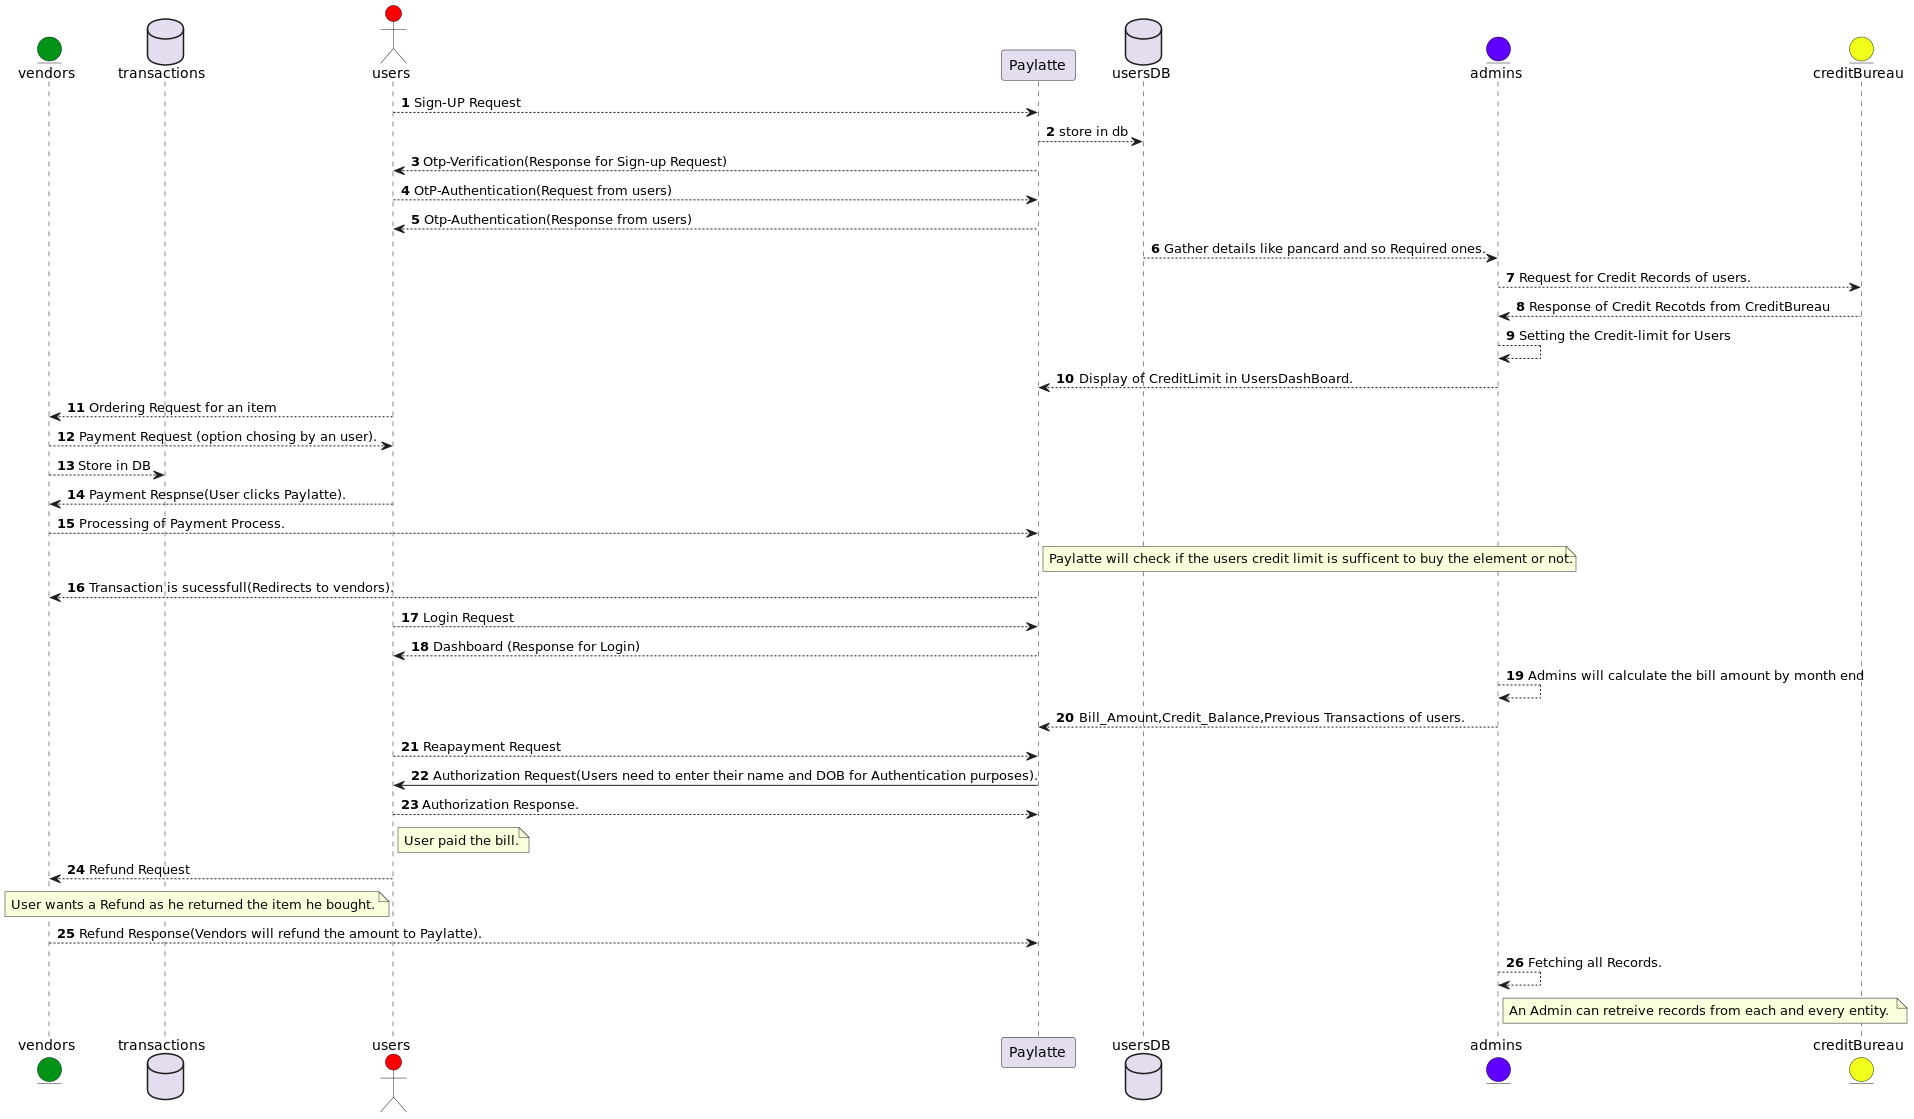 vendors
transactions
users
Paylatte
usersDB
admins
creditBureau
1 Sign-UP Request
2 store in db
3 Otp-Verification(Response for Sign-up Request)
4 OtP-Authentication(Request from users)
5 Otp-Authentication(Response from users)
6 Gather details like pancard and so Required ones.
7 Request for Credit Records of users.
8 Response of Credit Recotds from CreditBureau
9 Setting the Credit-limit for Users
10 Display of CreditLimit in UsersDashBoard.
11 Ordering Request for an item
12 Payment Request (option chosing by an user).
13 Store in DB
14 Payment Respnse(User clicks Paylatte).
15 Processing of Payment Process.
Paylatte will check if the users credit limit is sufficent to buy the element or not.
16 Transaction is sucessfull(Redirects to vendors).
17 Login Request
18 Dashboard (Response for Login)
19 Admins will calculate the bill amount by month end
20 Bill_Amount,Credit_Balance,Previous Transactions of users.
21 Reapayment Request
22 Authorization Request(Users need to enter their name and DOB for Authentication purposes).
23 Authorization Response.
User paid the bill.
24 Refund Request
User wants a Refund as he returned the item he bought.
25 Refund Response(Vendors will refund the amount to Paylatte).
26 Fetching all Records.
An Admin can retreive records from each and every entity.
vendors
transactions
users
Paylatte
usersDB
admins
creditBureau